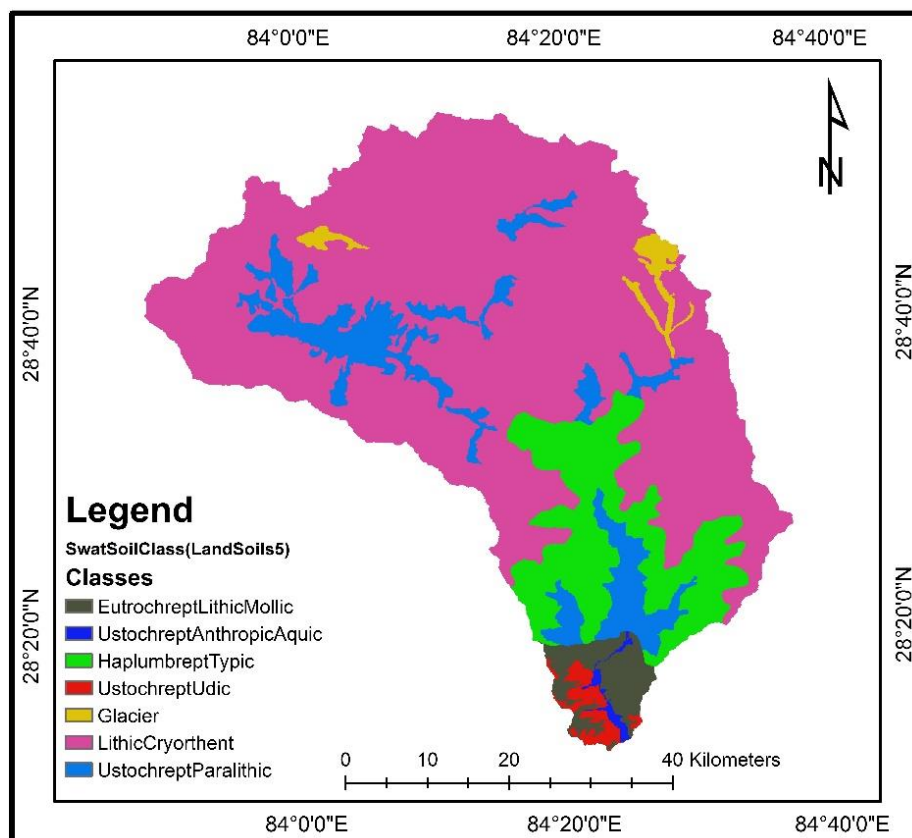 84°0'0"E 84°20'0"E 84°40'0"E
N
28°40'0"N 28°40'0"N
Legend
SwatSoilClass(LandSoils5)
Classes
28°20'0"N 28°20'0"N
EutrochreptLithicMollic
UstochreptAnthropicAquic
HaplumbreptTypic
UstochreptUdic
Glacier
LithicCryorthent
UstochreptParalithic
0 10 20 40 Kilometers
84°0'0"E 84°20'0"E 84°40'0"E